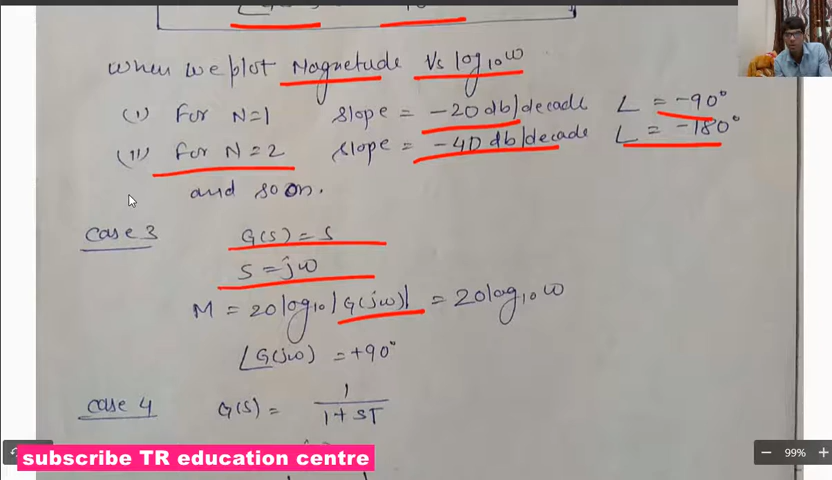 When we plot Magnetude Vs log₁₀ω
(i) For N=1 slope = -20 db/decade ∠ = -90°
(ii) for N=2 slope = -40 db/decade ∠ = -180°
and so on.
Case 3 G(s) = s
S = jω
M = 20 log₁₀ |G(jω)| = 20 log₁₀ ω
∠G(jω) = +90°
Case 4 G(s) = 1 / 1 + ST
subscribe TR education centre
99%